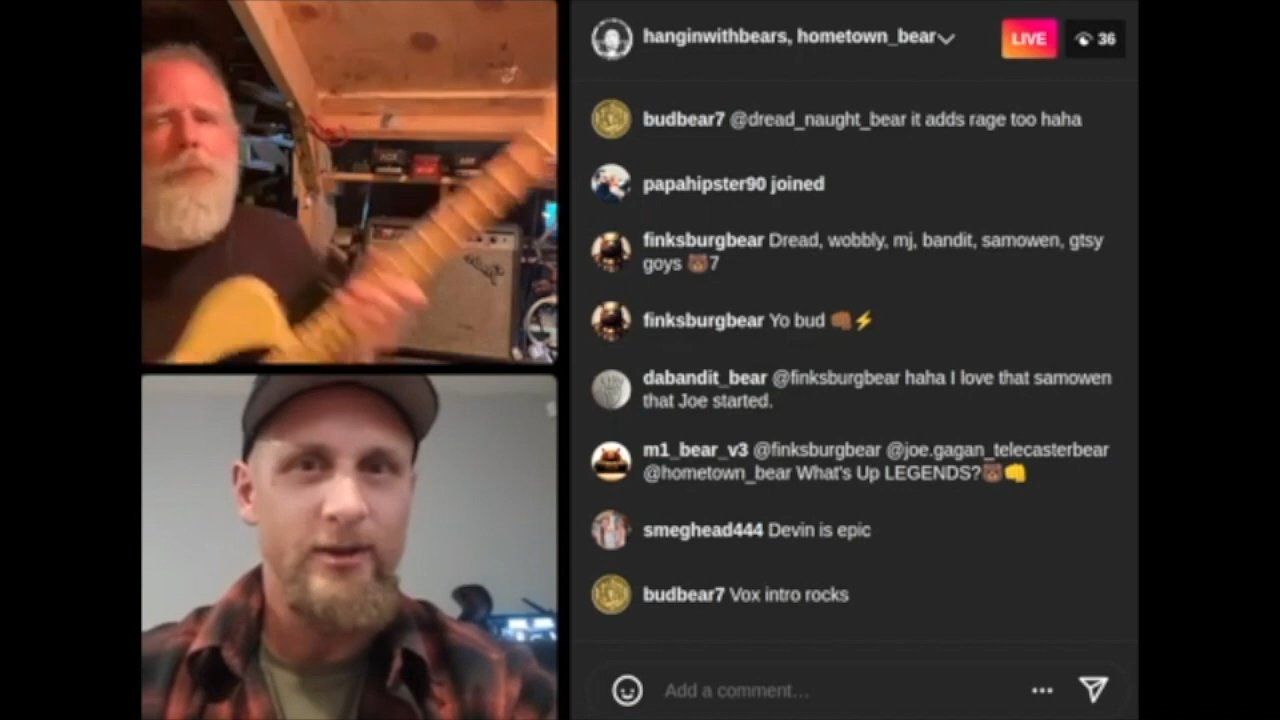 hanginwithbears, hometown_bear
LIVE
36
budbear7 @dread_naught_bear it adds rage too haha
papahipster90 joined
finksburgbear Dread, wobbly, mj, bandit, samowen, gtsy
goys 🐻7
finksburgbear Yo bud 👊🏾⚡
dabandit_bear @finksburgbear haha I love that samowen
that Joe started.
m1_bear_v3 @finksburgbear @joe.gagan_telecasterbear
@hometown_bear What's Up LEGENDS?🐻👊
smeghead444 Devin is epic
budbear7 Vox intro rocks
Add a comment…